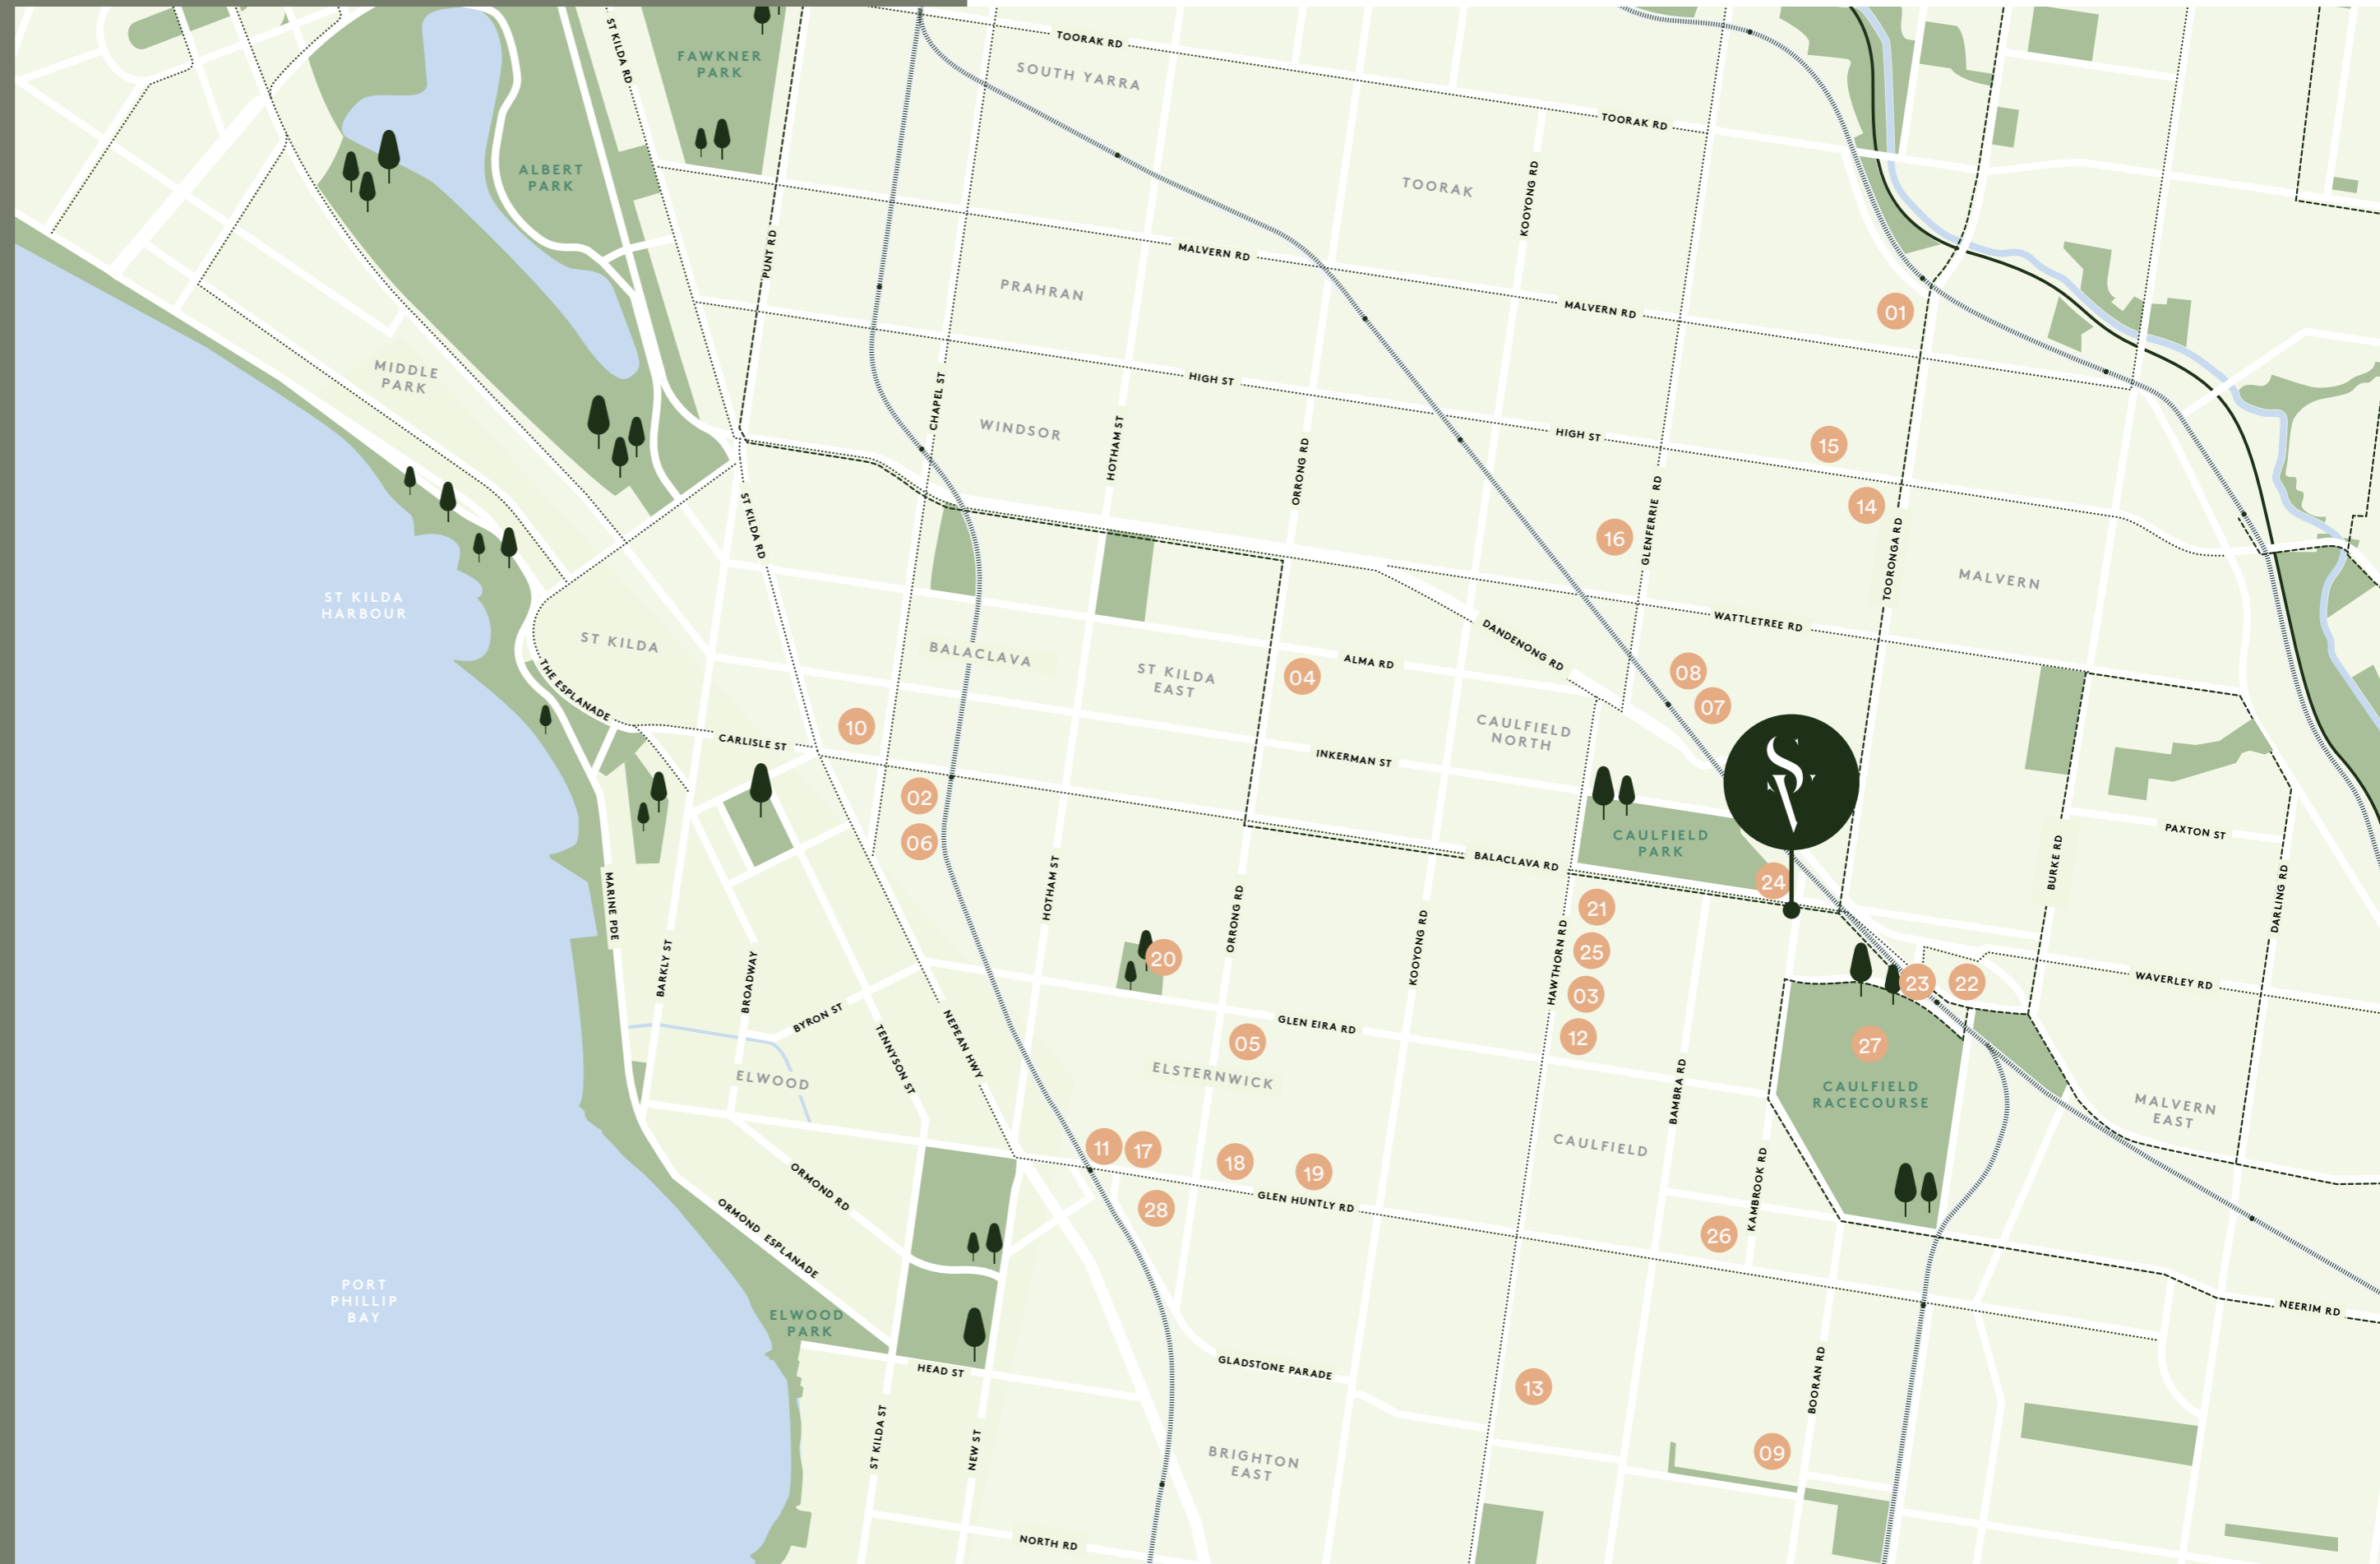 ST KILDA RD
FAWKNER
PARK
TOORAK RD
SOUTH YARRA
TOORAK RD
ALBERT
PARK
TOORAK
KOOYONG RD
PUNT RD
MALVERN RD
PRAHRAN
MALVERN RD
01
MIDDLE
PARK
CHAPEL ST
HIGH ST
WINDSOR
HOTHAM ST
ORRONG RD
HIGH ST
15
14
16
GLENFERRIE RD
TOORONGA RD
MALVERN
ST KILDA RD
ST KILDA
HARBOUR
ST KILDA
BALACLAVA
ST KILDA
EAST
04
ALMA RD
DANDENONG RD
WATTLETREE RD
08
07
THE ESPLANADE
10
CARLISLE ST
INKERMAN ST
CAULFIELD
NORTH
SV
02
06
CAULFIELD
PARK
PAXTON ST
BALACLAVA RD
24
BURKE RD
DARLING RD
MARINE PDE
HOTHAM ST
ORRONG RD
KOOYONG RD
HAWTHORN RD
21
25
03
12
20
BARKLY ST
BROADWAY
BYRON ST
TENNYSON ST
NEPEAN HWY
GLEN EIRA RD
05
23
22
WAVERLEY RD
27
CAULFIELD
RACECOURSE
ELWOOD
ELSTERNWICK
BAMBRA RD
MALVERN
EAST
CAULFIELD
11
17
18
19
28
GLEN HUNTLY RD
KAMBROOK RD
26
ORMOND RD
ORMOND ESPLANADE
PORT
PHILLIP
BAY
ELWOOD
PARK
NEERIM RD
HEAD ST
GLADSTONE PARADE
13
BOORAN RD
09
ST KILDA ST
NEW ST
BRIGHTON
EAST
NORTH RD